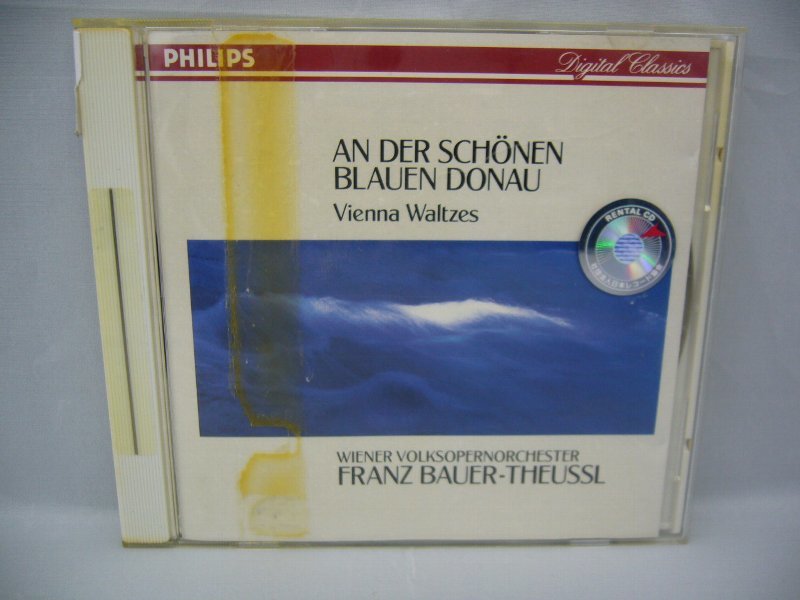 PHILIPS
Digital Classics
AN DER SCHÖNEN
BLAUEN DONAU
Vienna Waltzes
RENTAL CD
WIENER VOLKSOPERNORCHESTER
FRANZ BAUER-THEUSSL